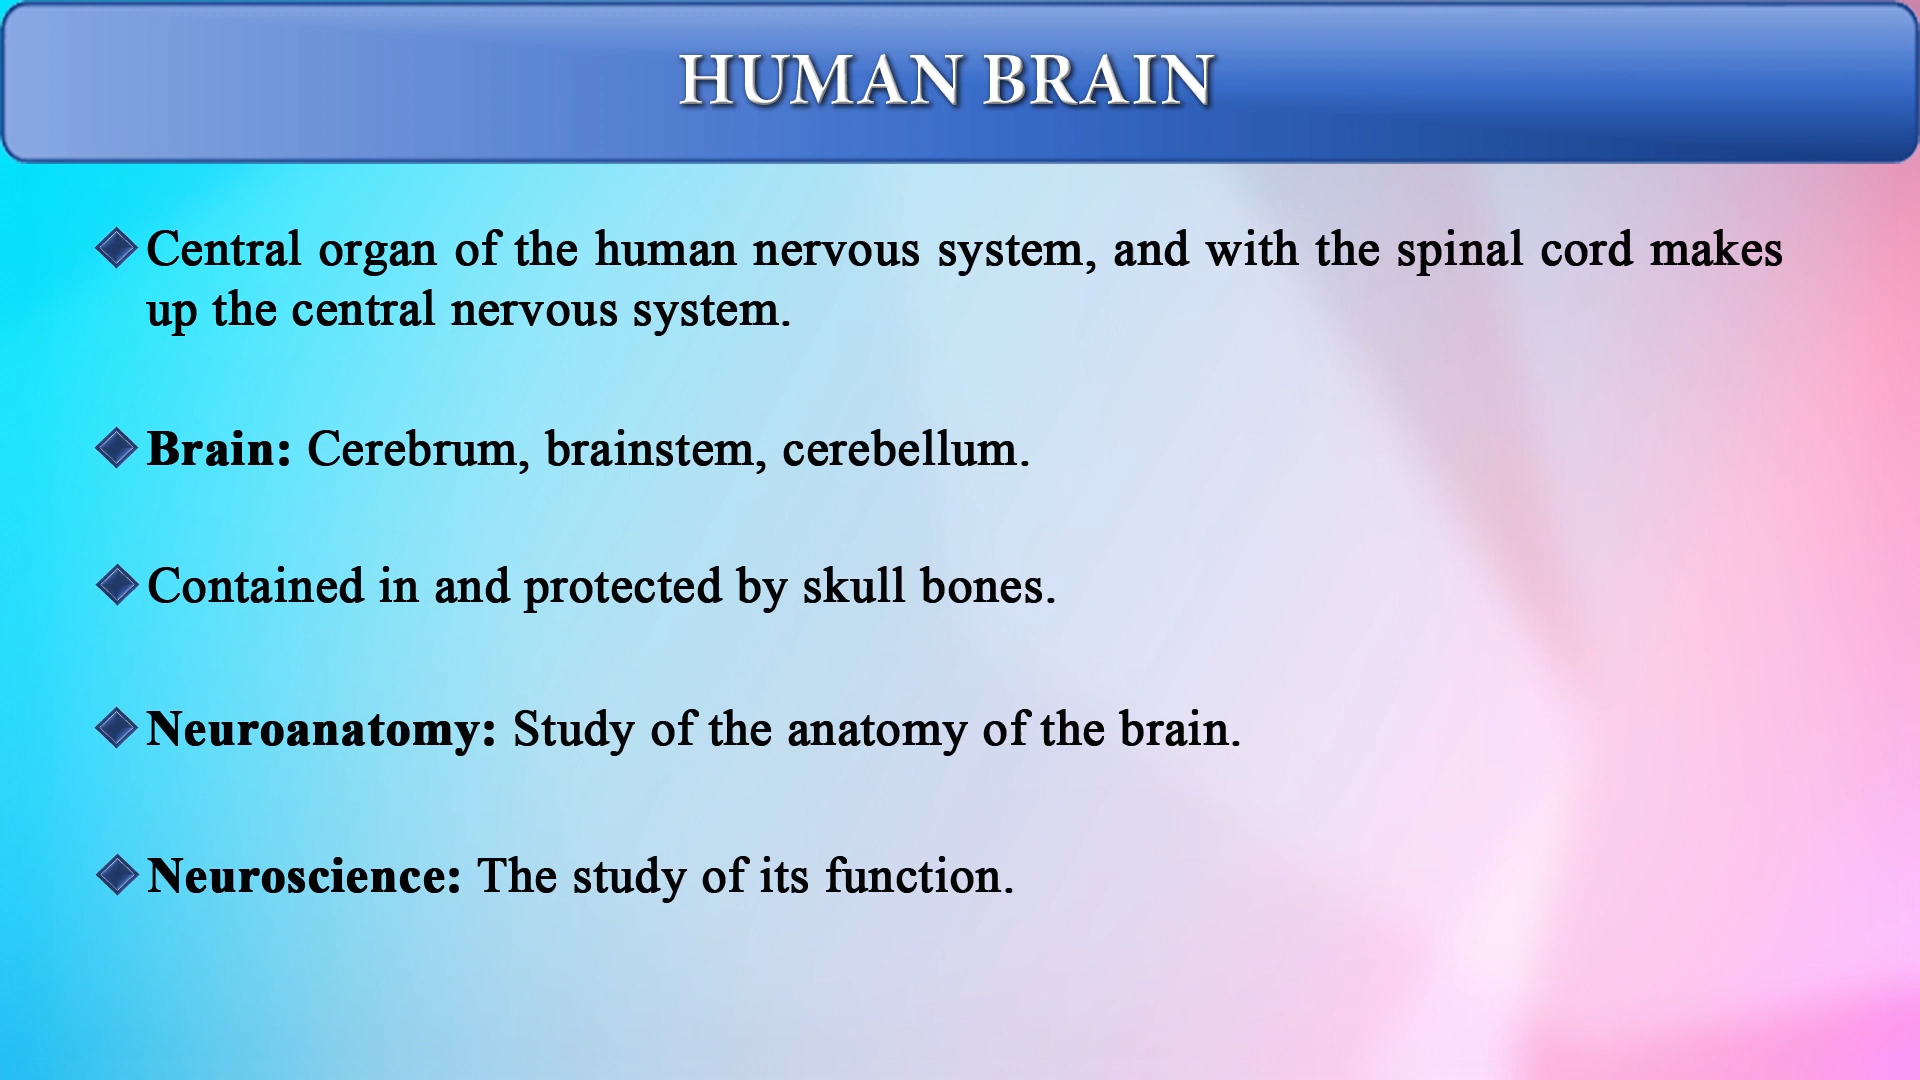 HUMAN BRAIN
Central organ of the human nervous system, and with the spinal cord makes
up the central nervous system.
Brain: Cerebrum, brainstem, cerebellum.
Contained in and protected by skull bones.
Neuroanatomy: Study of the anatomy of the brain.
Neuroscience: The study of its function.